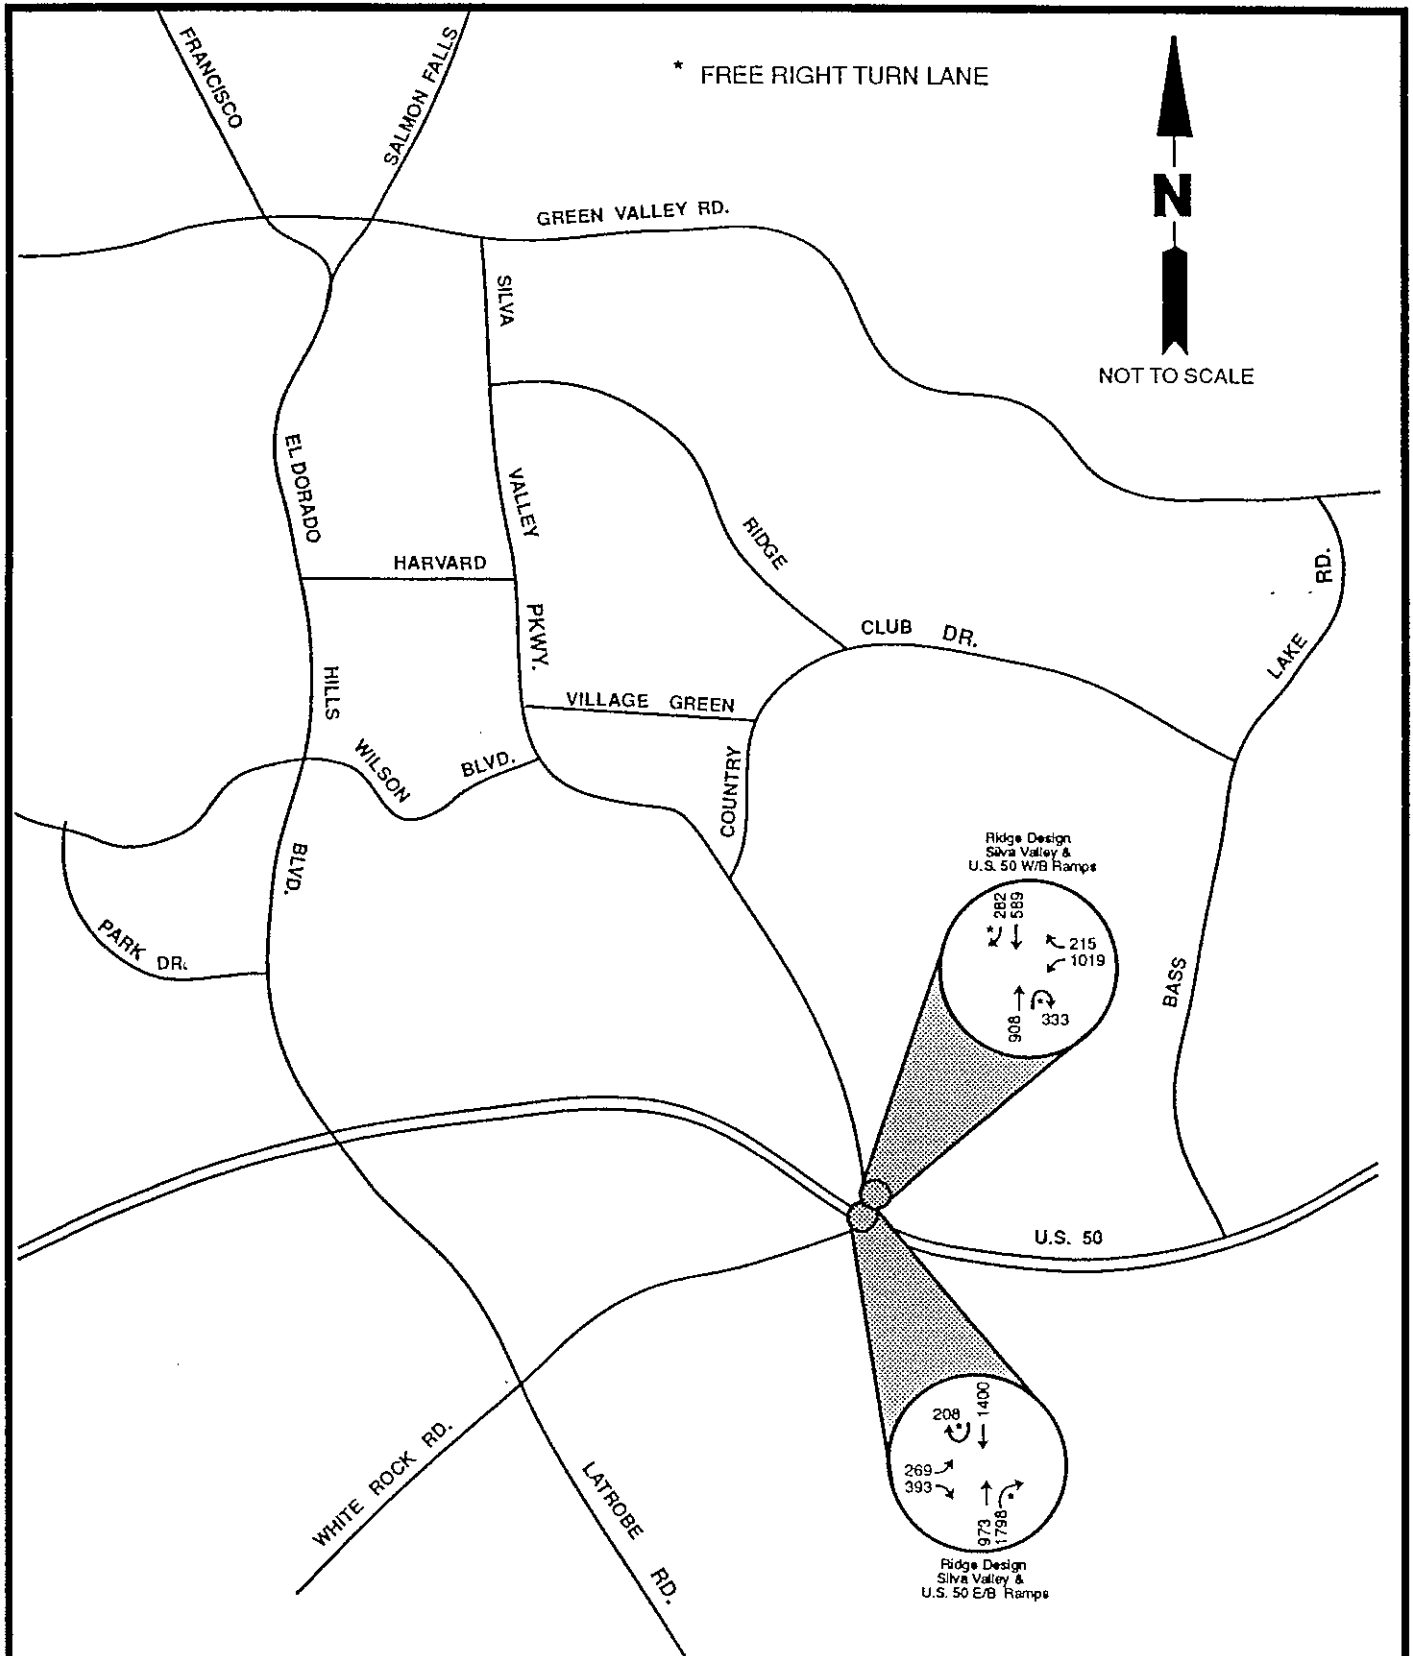 FRANCISCO
SALMON FALLS
* FREE RIGHT TURN LANE
N
NOT TO SCALE
GREEN VALLEY RD.
SILVA
VALLEY
PKWY.
EL DORADO
HILLS
BLVD.
HARVARD
RIDGE
CLUB DR.
LAKE
RD.
VILLAGE GREEN
WILSON
BLVD.
COUNTRY
PARK DR.
BASS
Ridge Design
Silva Valley &
U.S. 50 W/B Ramps
* 282
589
215
1019
908
* 333
U.S. 50
WHITE ROCK RD.
LATROBE
RD.
208 *
1400
269
393
973
1798 *
Ridge Design
Silva Valley &
U.S. 50 E/B Ramps